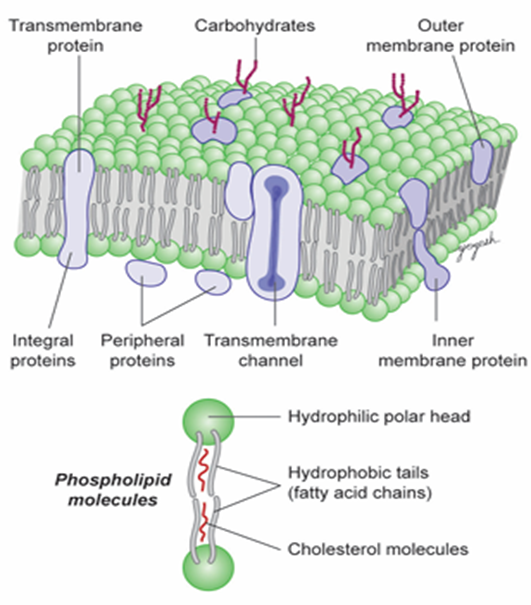 Transmembrane
protein
Carbohydrates
Outer
membrane protein
Integral
proteins
Peripheral
proteins
Transmembrane
channel
Inner
membrane protein
Phospholipid
molecules
Hydrophilic polar head
Hydrophobic tails
(fatty acid chains)
Cholesterol molecules